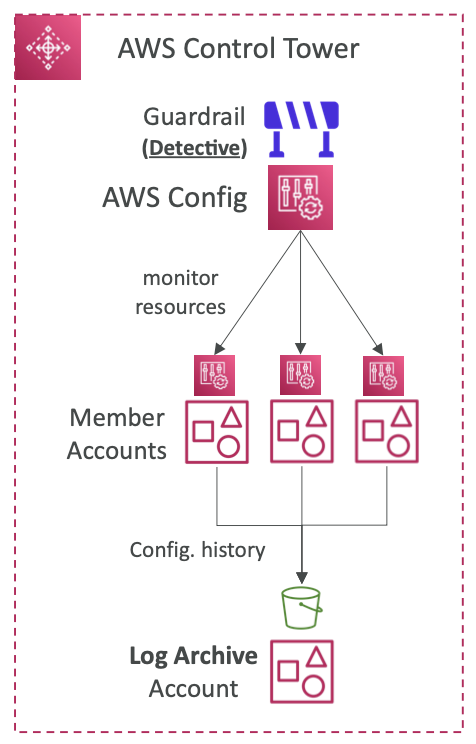 AWS Control Tower
Guardrail
(Detective)
AWS Config
monitor
resources
Member
Accounts
Config. history
Log Archive
Account